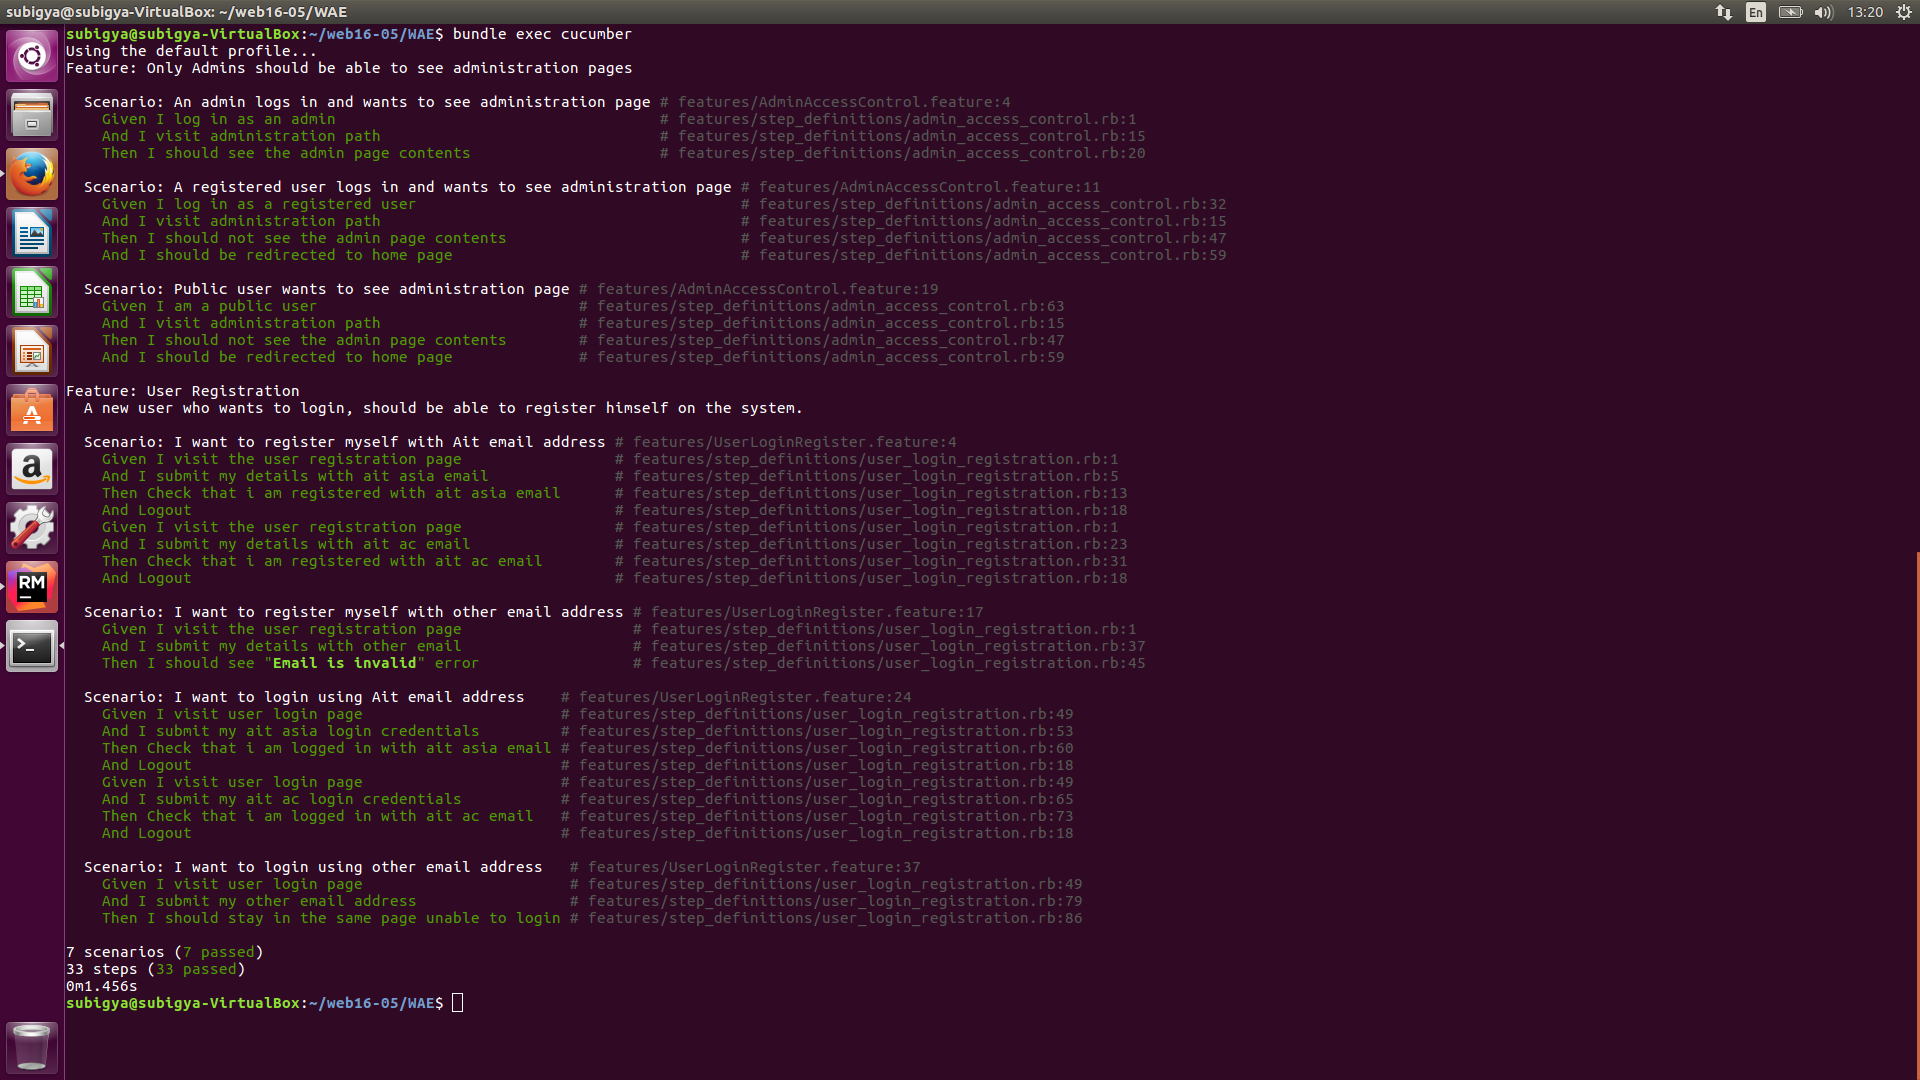 subigya@subigya-VirtualBox: ~/web16-05/WAE
En
13:20
subigya@subigya-VirtualBox:~/web16-05/WAE$ bundle exec cucumber
Using the default profile...
Feature: Only Admins should be able to see administration pages
Scenario: An admin logs in and wants to see administration page # features/AdminAccessControl.feature:4
Given I log in as an admin # features/step_definitions/admin_access_control.rb:1
And I visit administration path # features/step_definitions/admin_access_control.rb:15
Then I should see the admin page contents # features/step_definitions/admin_access_control.rb:20
Scenario: A registered user logs in and wants to see administration page # features/AdminAccessControl.feature:11
Given I log in as a registered user # features/step_definitions/admin_access_control.rb:32
And I visit administration path # features/step_definitions/admin_access_control.rb:15
Then I should not see the admin page contents # features/step_definitions/admin_access_control.rb:47
And I should be redirected to home page # features/step_definitions/admin_access_control.rb:59
Scenario: Public user wants to see administration page # features/AdminAccessControl.feature:19
Given I am a public user # features/step_definitions/admin_access_control.rb:63
And I visit administration path # features/step_definitions/admin_access_control.rb:15
Then I should not see the admin page contents # features/step_definitions/admin_access_control.rb:47
And I should be redirected to home page # features/step_definitions/admin_access_control.rb:59
Feature: User Registration
A new user who wants to login, should be able to register himself on the system.
Scenario: I want to register myself with Ait email address # features/UserLoginRegister.feature:4
Given I visit the user registration page # features/step_definitions/user_login_registration.rb:1
And I submit my details with ait asia email # features/step_definitions/user_login_registration.rb:5
Then Check that i am registered with ait asia email # features/step_definitions/user_login_registration.rb:13
And Logout # features/step_definitions/user_login_registration.rb:18
Given I visit the user registration page # features/step_definitions/user_login_registration.rb:1
And I submit my details with ait ac email # features/step_definitions/user_login_registration.rb:23
Then Check that i am registered with ait ac email # features/step_definitions/user_login_registration.rb:31
And Logout # features/step_definitions/user_login_registration.rb:18
Scenario: I want to register myself with other email address # features/UserLoginRegister.feature:17
Given I visit the user registration page # features/step_definitions/user_login_registration.rb:1
And I submit my details with other email # features/step_definitions/user_login_registration.rb:37
Then I should see "Email is invalid" error # features/step_definitions/user_login_registration.rb:45
Scenario: I want to login using Ait email address # features/UserLoginRegister.feature:24
Given I visit user login page # features/step_definitions/user_login_registration.rb:49
And I submit my ait asia login credentials # features/step_definitions/user_login_registration.rb:53
Then Check that i am logged in with ait asia email # features/step_definitions/user_login_registration.rb:60
And Logout # features/step_definitions/user_login_registration.rb:18
Given I visit user login page # features/step_definitions/user_login_registration.rb:49
And I submit my ait ac login credentials # features/step_definitions/user_login_registration.rb:65
Then Check that i am logged in with ait ac email # features/step_definitions/user_login_registration.rb:73
And Logout # features/step_definitions/user_login_registration.rb:18
Scenario: I want to login using other email address # features/UserLoginRegister.feature:37
Given I visit user login page # features/step_definitions/user_login_registration.rb:49
And I submit my other email address # features/step_definitions/user_login_registration.rb:79
Then I should stay in the same page unable to login # features/step_definitions/user_login_registration.rb:86
7 scenarios (7 passed)
33 steps (33 passed)
0m1.456s
subigya@subigya-VirtualBox:~/web16-05/WAE$
A
a
RM
>_